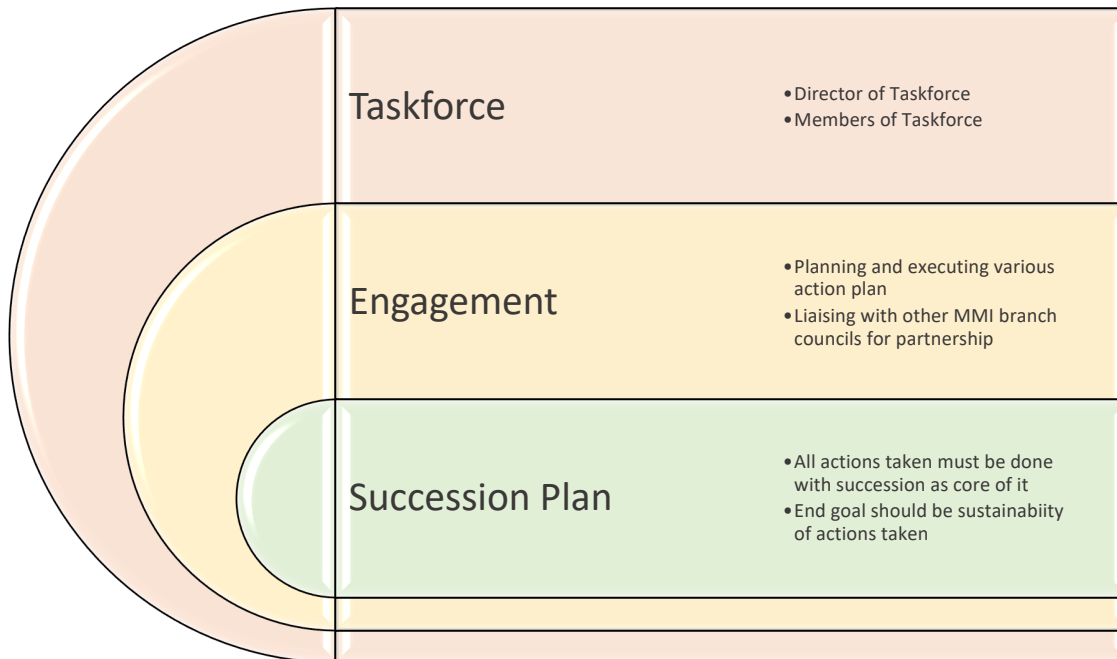 Taskforce
•Director of Taskforce
•Members of Taskforce
Engagement
•Planning and executing various
action plan
•Liaising with other MMI branch
councils for partnership
Succession Plan
•All actions taken must be done
with succession as core of it
•End goal should be sustainabiity
of actions taken